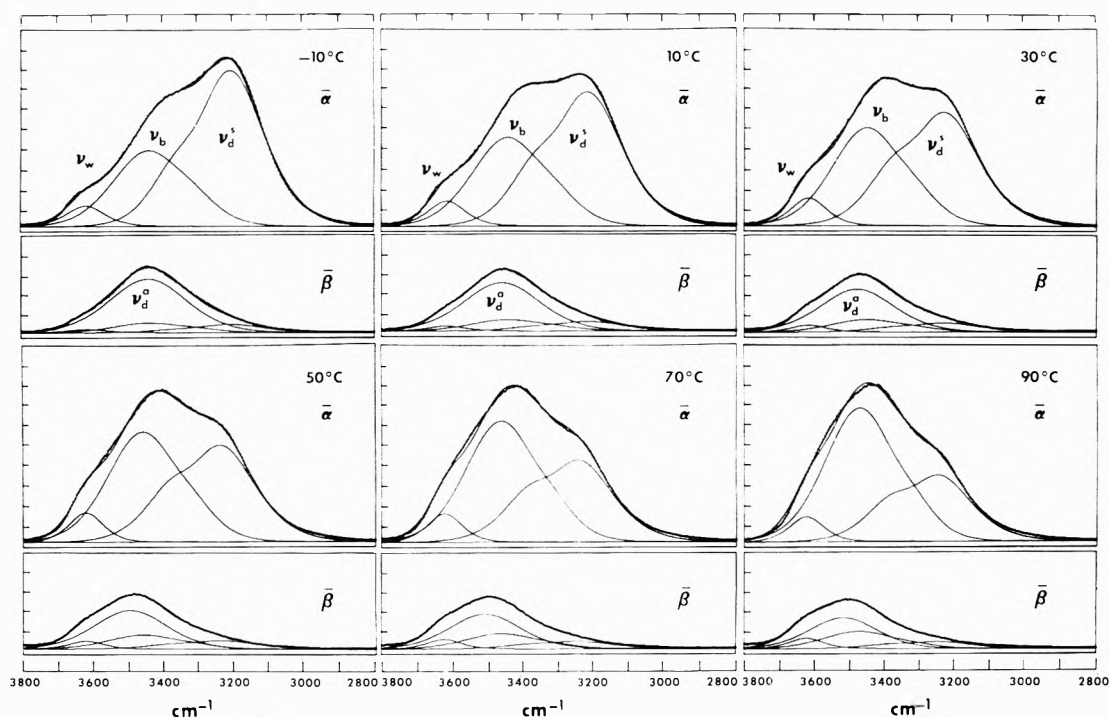 −10°C
ᾱ
ν_w
ν_b
ν_d^s
10°C
ᾱ
ν_w
ν_b
ν_d^s
30°C
ᾱ
ν_w
ν_b
ν_d^s
β̄
ν_d^a
β̄
ν_d^a
β̄
ν_d^a
50°C
ᾱ
70°C
ᾱ
90°C
ᾱ
β̄
β̄
β̄
3800 3600 3400 3200 3000 2800 3600 3400 3200 3000 2800 3800 3600 3400 3200 3000 2800
cm⁻¹ cm⁻¹ cm⁻¹